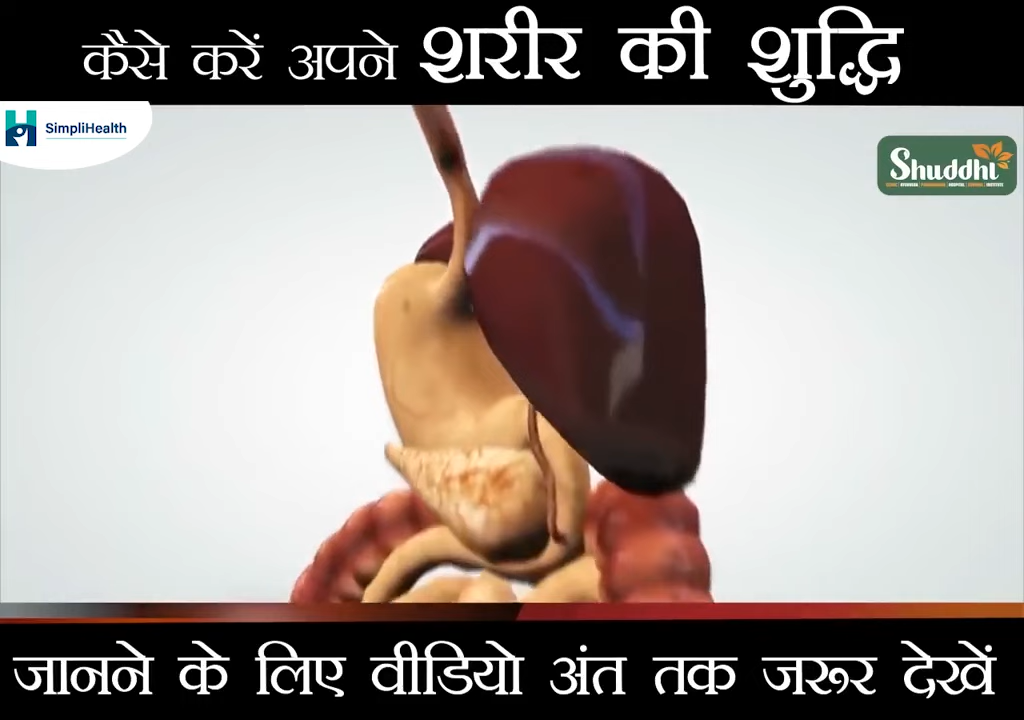 कैसे करें अपने शरीर की शुद्धि
SimpliHealth
Shuddhi
जानने के लिए वीडियो अंत तक जरूर देखें